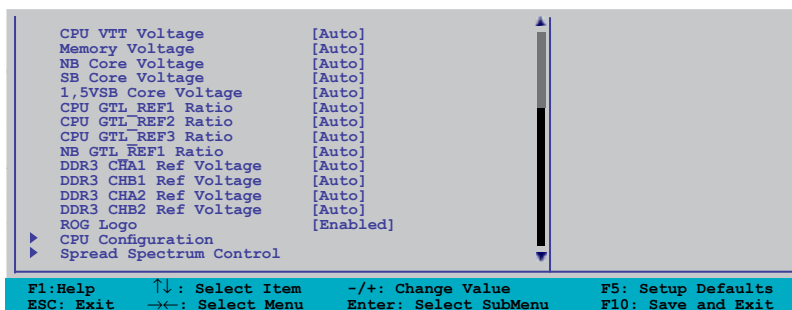 CPU VTT Voltage [Auto]
Memory Voltage [Auto]
NB Core Voltage [Auto]
SB Core Voltage [Auto]
1,5VSB Core Voltage [Auto]
CPU GTL_REF1 Ratio [Auto]
CPU GTL_REF2 Ratio [Auto]
CPU GTL_REF3 Ratio [Auto]
NB GTL_REF1 Ratio [Auto]
DDR3 CHA1 Ref Voltage [Auto]
DDR3 CHB1 Ref Voltage [Auto]
DDR3 CHA2 Ref Voltage [Auto]
DDR3 CHB2 Ref Voltage [Auto]
ROG Logo [Enabled]
CPU Configuration
Spread Spectrum Control
F1:Help ↑↓: Select Item -/+: Change Value F5: Setup Defaults
ESC: Exit →←: Select Menu Enter: Select SubMenu F10: Save and Exit